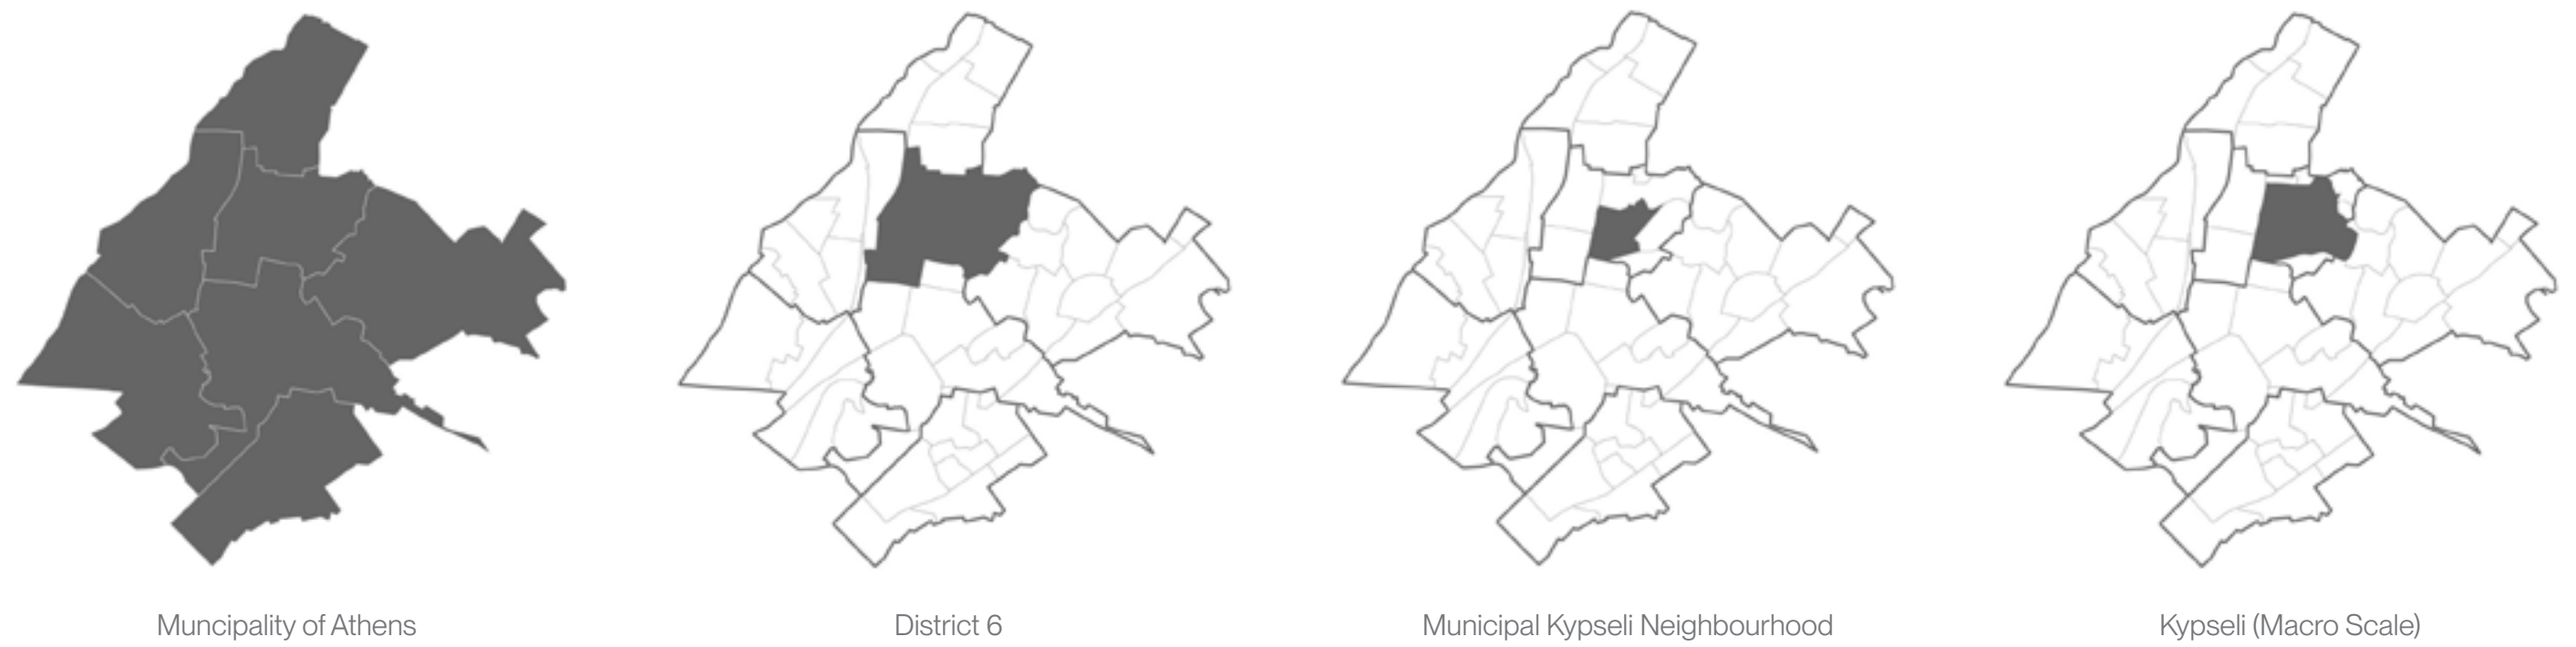 Muncipality of Athens
District 6
Municipal Kypseli Neighbourhood
Kypseli (Macro Scale)